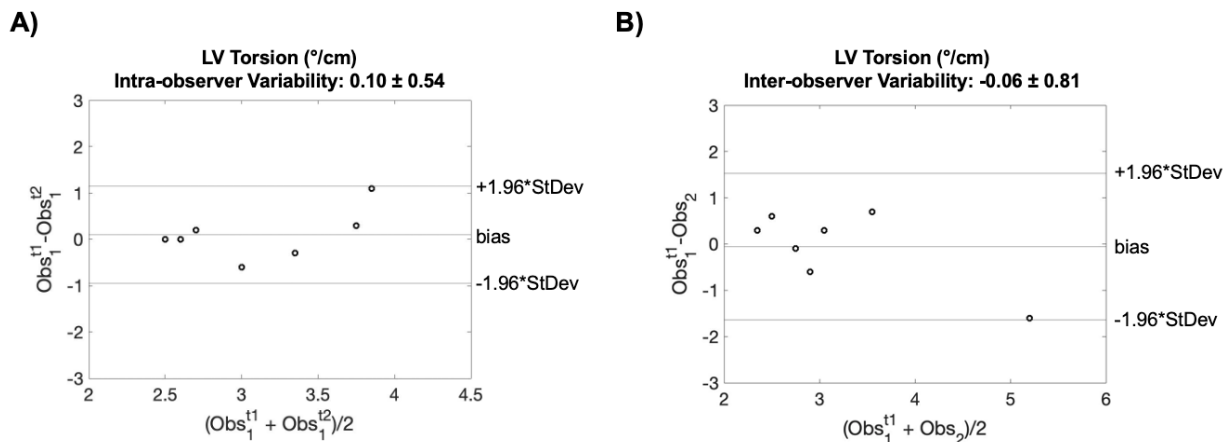 A)
LV Torsion (°/cm)
Intra-observer Variability: 0.10 ± 0.54
3
2
1
0
-1
-2
-3
Obs₁ᵗ¹-Obs₁ᵗ²
+1.96*StDev
bias
-1.96*StDev
2 2.5 3 3.5 4 4.5
(Obs₁ᵗ¹ + Obs₁ᵗ²)/2
B)
LV Torsion (°/cm)
Inter-observer Variability: -0.06 ± 0.81
3
2
1
0
-1
-2
-3
Obs₁ᵗ¹-Obs₂
+1.96*StDev
bias
-1.96*StDev
2 3 4 5 6
(Obs₁ᵗ¹ + Obs₂)/2